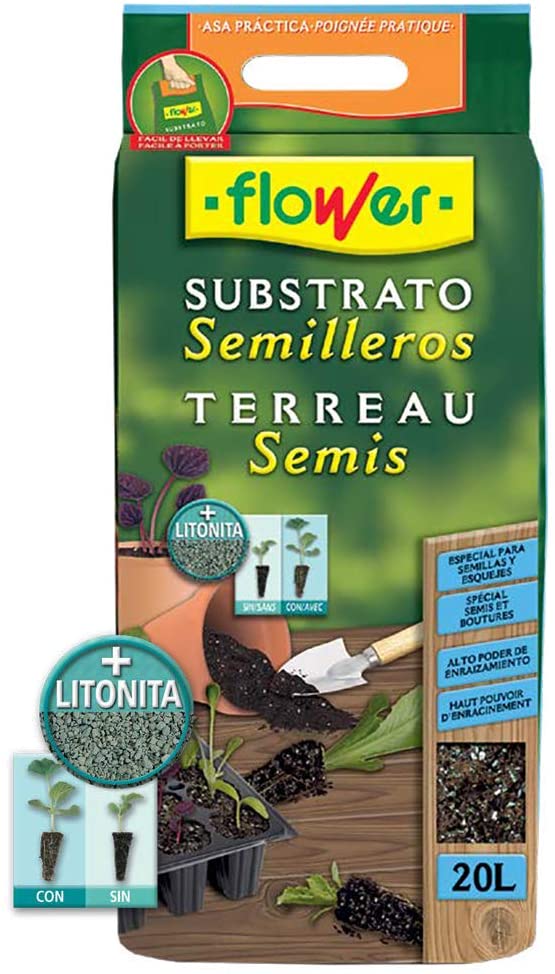 ASA PRÁCTICA-POIGNÉE PRATIQUE
flower
SUBSTRATO
FÁCIL DE LLEVAR
FACILE À PORTER
·flower·
SUBSTRATO
Semilleros
TERREAU
Semis
+
LITONITA
SIN/SANS
CON/AVEC
ESPECIAL PARA
SEMILLAS Y
ESQUEJES
SPÉCIAL
SEMIS ET
BOUTURES
ALTO PODER DE
ENRAIZAMIENTO
HAUT POUVOIR
D'ENRACINEMENT
20L
+
LITONITA
CON
SIN